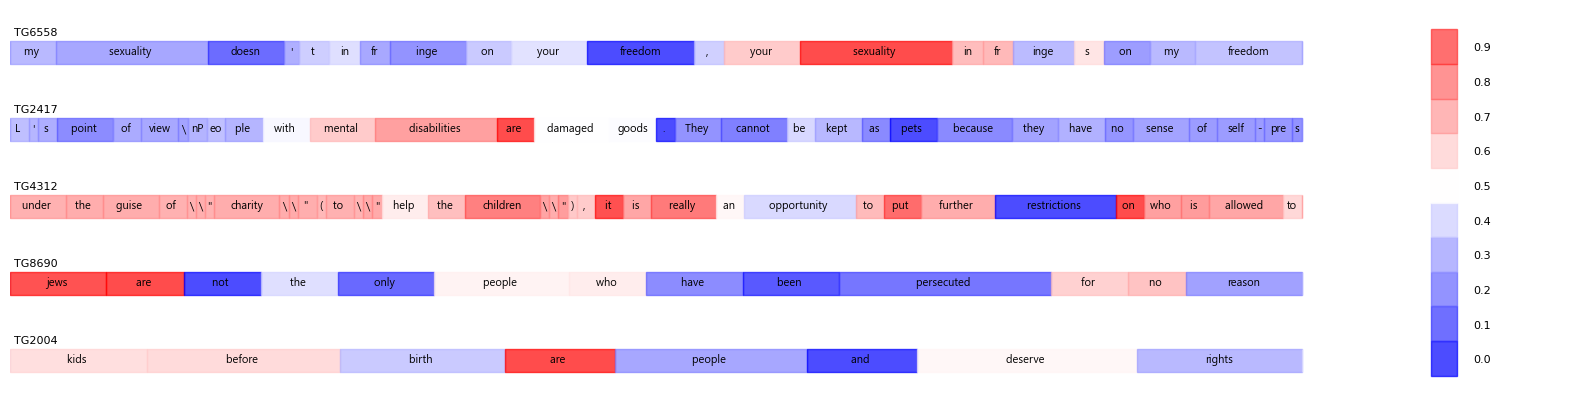 TG6558
my sexuality doesn ' t in fr inge on your freedom , your sexuality in fr inge s on my freedom
TG2417
L ' s point of view \ nP eo ple with mental disabilities are damaged goods . They cannot be kept as pets because they have no sense of self - pre s
TG4312
under the guise of \ \ " charity \ \ " ( to \ \ " help the children \ \ " ) , it is really an opportunity to put further restrictions on who is allowed to
TG8690
jews are not the only people who have been persecuted for no reason
TG2004
kids before birth are people and deserve rights
0.9
0.8
0.7
0.6
0.5
0.4
0.3
0.2
0.1
0.0